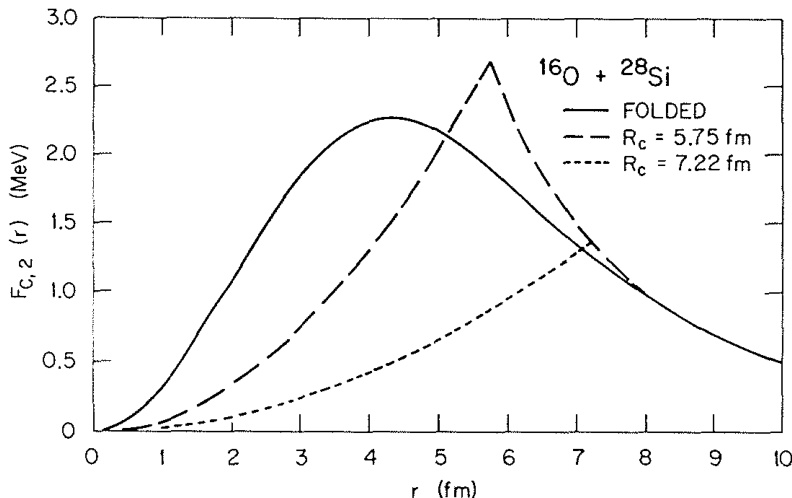 3.0
2.5
2.0
1.5
1.0
0.5
0
F_C,2 (r) (MeV)
¹⁶O + ²⁸Si
FOLDED
R_c = 5.75 fm
R_c = 7.22 fm
0 1 2 3 4 5 6 7 8 9 10
r (fm)